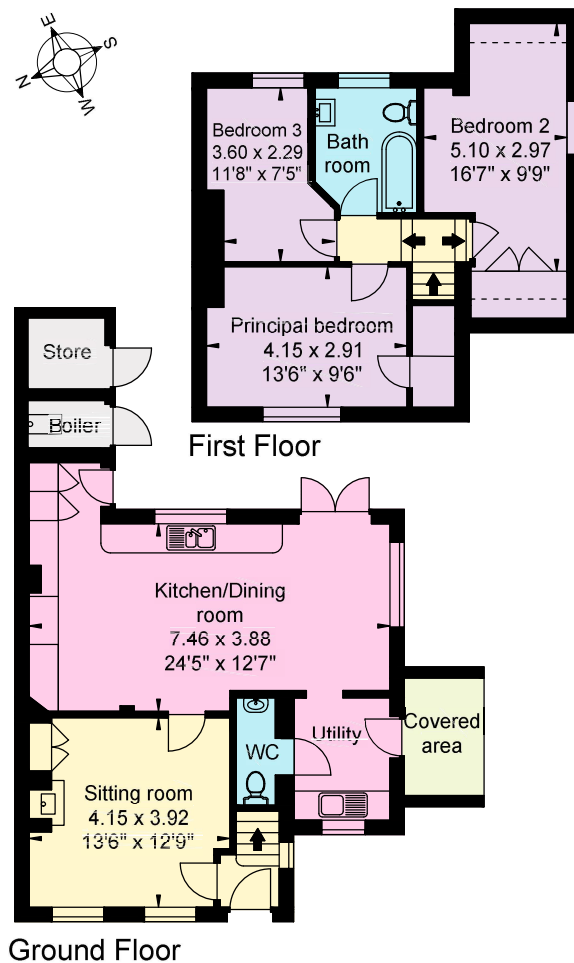 E
S
N
W
Bedroom 3
3.60 x 2.29
11'8" x 7'5"
Bath
room
Bedroom 2
5.10 x 2.97
16'7" x 9'9"
Principal bedroom
4.15 x 2.91
13'6" x 9'6"
First Floor
Store
Boiler
Kitchen/Dining
room
7.46 x 3.88
24'5" x 12'7"
Utility
Covered
area
WC
Sitting room
4.15 x 3.92
13'6" x 12'9"
Ground Floor